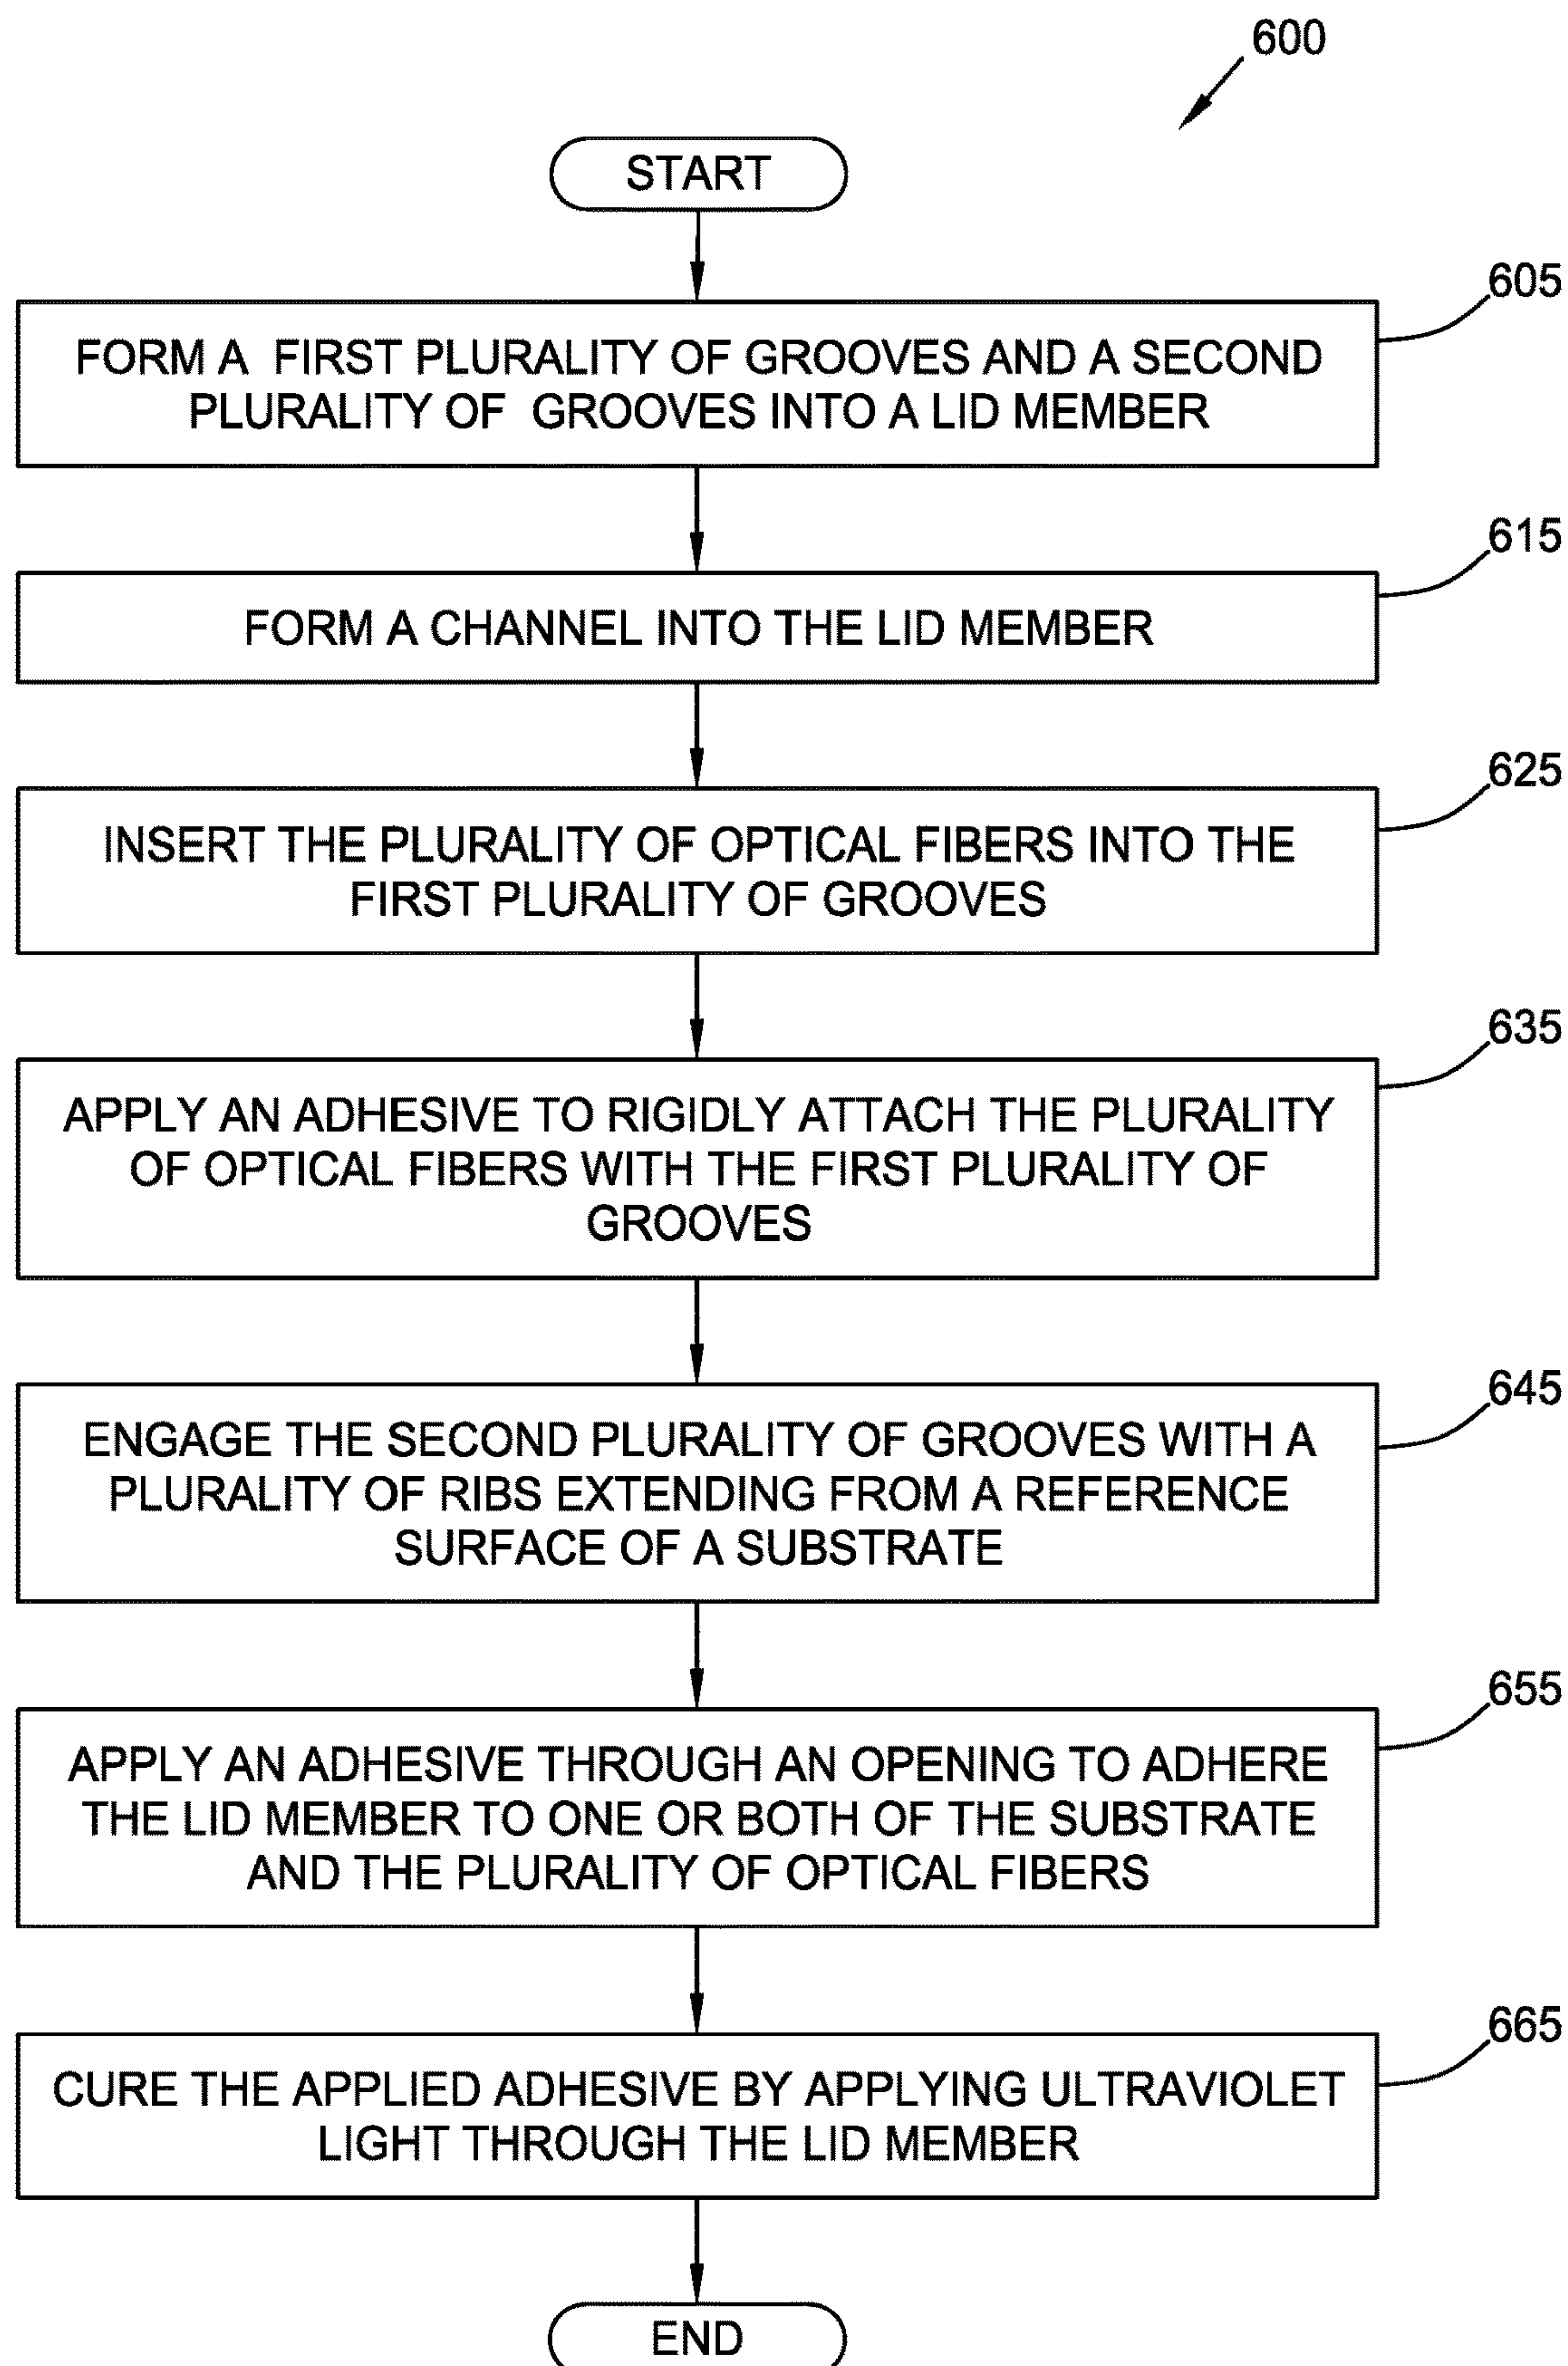 600
START
605
FORM A FIRST PLURALITY OF GROOVES AND A SECOND
PLURALITY OF GROOVES INTO A LID MEMBER
615
FORM A CHANNEL INTO THE LID MEMBER
625
INSERT THE PLURALITY OF OPTICAL FIBERS INTO THE
FIRST PLURALITY OF GROOVES
635
APPLY AN ADHESIVE TO RIGIDLY ATTACH THE PLURALITY
OF OPTICAL FIBERS WITH THE FIRST PLURALITY OF
GROOVES
645
ENGAGE THE SECOND PLURALITY OF GROOVES WITH A
PLURALITY OF RIBS EXTENDING FROM A REFERENCE
SURFACE OF A SUBSTRATE
655
APPLY AN ADHESIVE THROUGH AN OPENING TO ADHERE
THE LID MEMBER TO ONE OR BOTH OF THE SUBSTRATE
AND THE PLURALITY OF OPTICAL FIBERS
665
CURE THE APPLIED ADHESIVE BY APPLYING ULTRAVIOLET
LIGHT THROUGH THE LID MEMBER
END